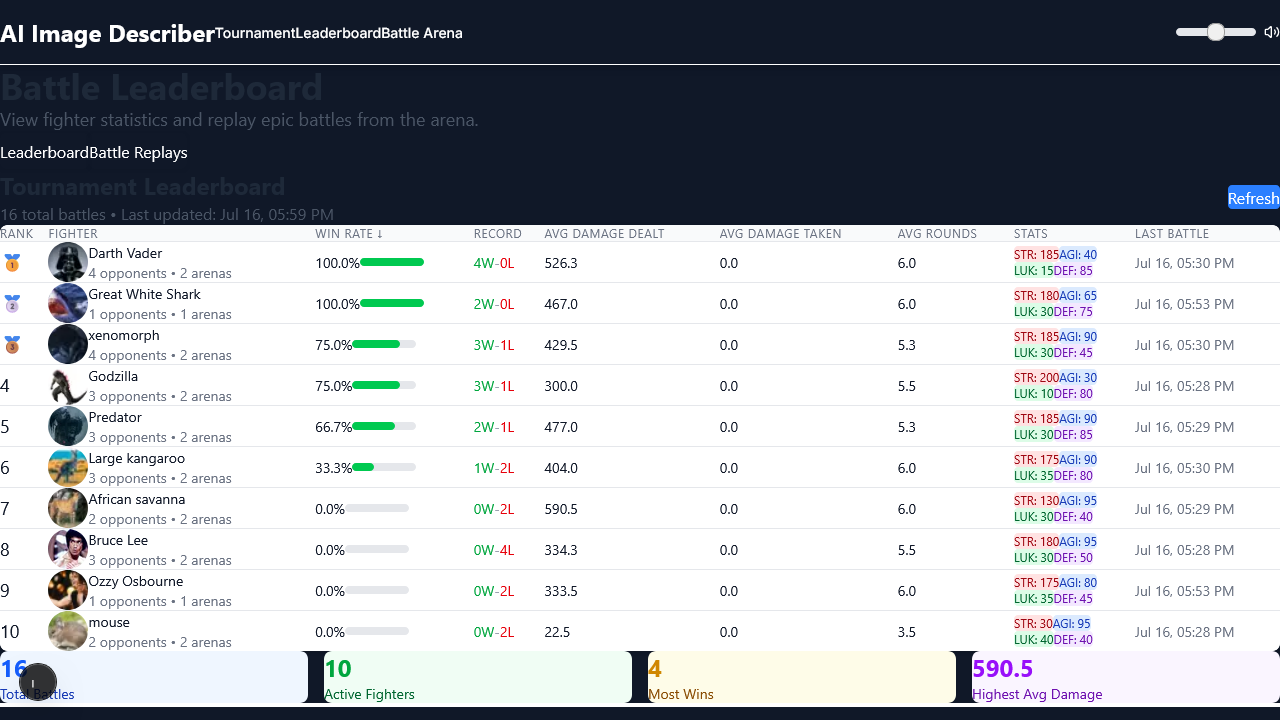 AI Image Describer Tournament Leaderboard Battle Arena
Battle Leaderboard
View fighter statistics and replay epic battles from the arena.
Leaderboard Battle Replays
Tournament Leaderboard
16 total battles • Last updated: Jul 16, 05:59 PM
Refresh
RANK FIGHTER WIN RATE ↓ RECORD AVG DAMAGE DEALT AVG DAMAGE TAKEN AVG ROUNDS STATS LAST BATTLE
1 Darth Vader 4 opponents • 2 arenas 100.0% 4W-0L 526.3 0.0 6.0 STR: 185 AGI: 40 LUK: 15 DEF: 85 Jul 16, 05:30 PM
2 Great White Shark 1 opponents • 1 arenas 100.0% 2W-0L 467.0 0.0 6.0 STR: 180 AGI: 65 LUK: 30 DEF: 75 Jul 16, 05:53 PM
3 xenomorph 4 opponents • 2 arenas 75.0% 3W-1L 429.5 0.0 5.3 STR: 185 AGI: 90 LUK: 30 DEF: 45 Jul 16, 05:30 PM
4 Godzilla 3 opponents • 2 arenas 75.0% 3W-1L 300.0 0.0 5.5 STR: 200 AGI: 30 LUK: 10 DEF: 80 Jul 16, 05:28 PM
5 Predator 3 opponents • 2 arenas 66.7% 2W-1L 477.0 0.0 5.3 STR: 185 AGI: 90 LUK: 30 DEF: 85 Jul 16, 05:29 PM
6 Large kangaroo 3 opponents • 2 arenas 33.3% 1W-2L 404.0 0.0 6.0 STR: 175 AGI: 90 LUK: 35 DEF: 80 Jul 16, 05:30 PM
7 African savanna 2 opponents • 2 arenas 0.0% 0W-2L 590.5 0.0 6.0 STR: 130 AGI: 95 LUK: 30 DEF: 40 Jul 16, 05:29 PM
8 Bruce Lee 3 opponents • 2 arenas 0.0% 0W-4L 334.3 0.0 5.5 STR: 180 AGI: 95 LUK: 30 DEF: 50 Jul 16, 05:28 PM
9 Ozzy Osbourne 1 opponents • 1 arenas 0.0% 0W-2L 333.5 0.0 6.0 STR: 175 AGI: 80 LUK: 35 DEF: 45 Jul 16, 05:53 PM
10 mouse 2 opponents • 2 arenas 0.0% 0W-2L 22.5 0.0 3.5 STR: 30 AGI: 95 LUK: 40 DEF: 40 Jul 16, 05:28 PM
16 10 4 590.5
Total Battles Active Fighters Most Wins Highest Avg Damage